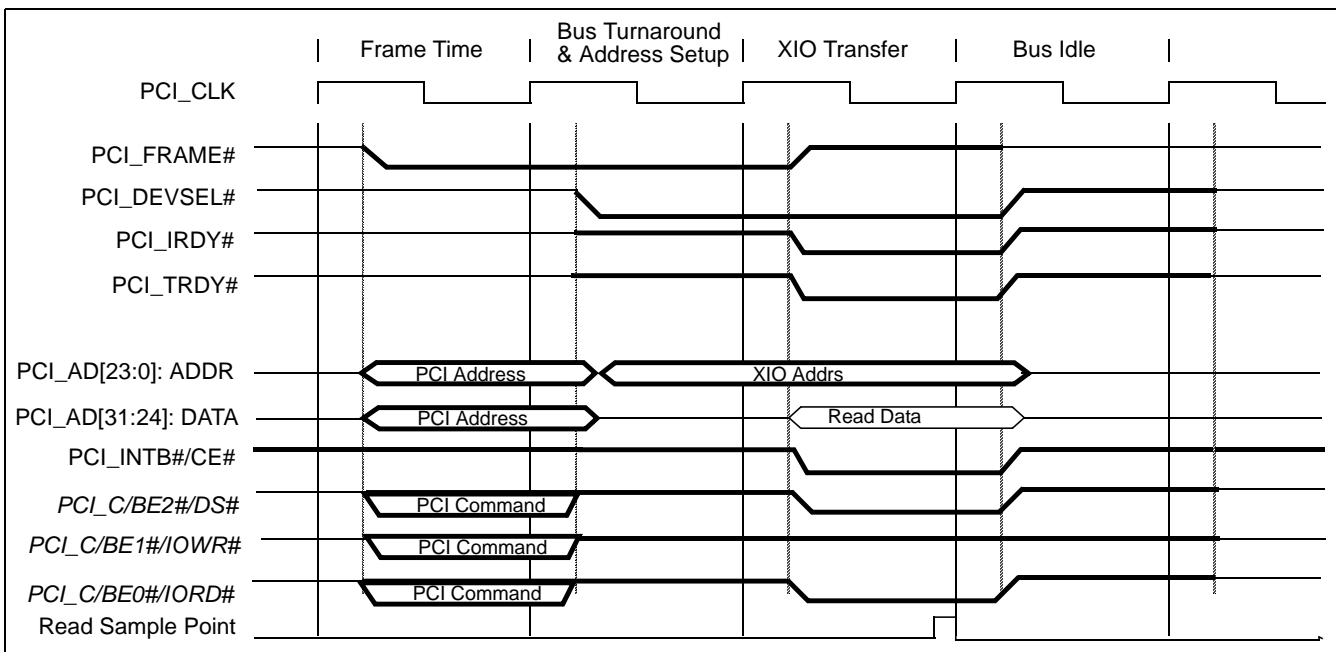 Frame Time
Bus Turnaround
& Address Setup
XIO Transfer
Bus Idle
PCI_CLK
PCI_FRAME#
PCI_DEVSEL#
PCI_IRDY#
PCI_TRDY#
PCI_AD[23:0]: ADDR
PCI Address
XIO Addrs
PCI_AD[31:24]: DATA
PCI Address
Read Data
PCI_INTB#/CE#
PCI_C/BE2#/DS#
PCI Command
PCI_C/BE1#/IOWR#
PCI Command
PCI_C/BE0#/IORD#
PCI Command
Read Sample Point